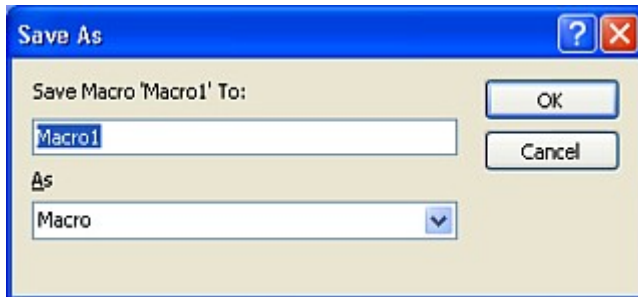 Save As
?
Save Macro 'Macro1' To:
OK
Macro1
Cancel
As
Macro